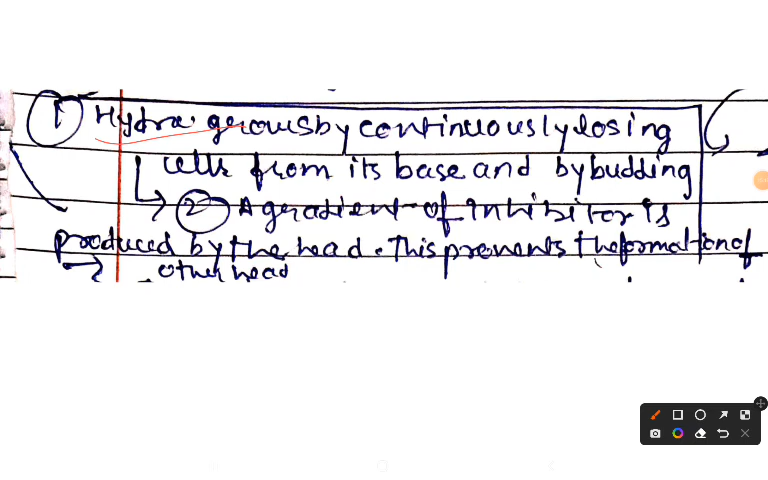 1 Hydra grows by continuously losing
cells from its base and by budding
2 A gradient of inhibitor is
produced by the head. This prevents the formation of
other head